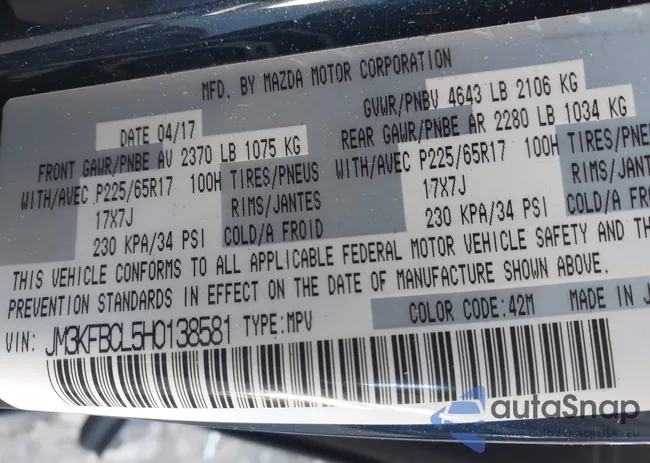 MFD. BY MAZDA MOTOR CORPORATION
DATE 04/17
GVWR/PNBV 4643 LB 2106 KG
FRONT GAWR/PNBE AV 2370 LB 1075 KG
REAR GAWR/PNBE AR 2280 LB 1034 KG
WITH/AVEC P225/65R17 100H TIRES/PNEUS
WITH/AVEC P225/65R17 100H TIRES/PNEUS
17X7J RIMS/JANTES
17X7J RIMS/JANTES
230 KPA/34 PSI COLD/A FROID
230 KPA/34 PSI COLD/A FROID
THIS VEHICLE CONFORMS TO ALL APPLICABLE FEDERAL MOTOR VEHICLE SAFETY AND
PREVENTION STANDARDS IN EFFECT ON THE DATE OF MANUFACTURE SHOWN ABOVE.
VIN: JM3KFBCL5H0138581 TYPE:MPV
COLOR CODE:42M
MADE IN
autaSnap